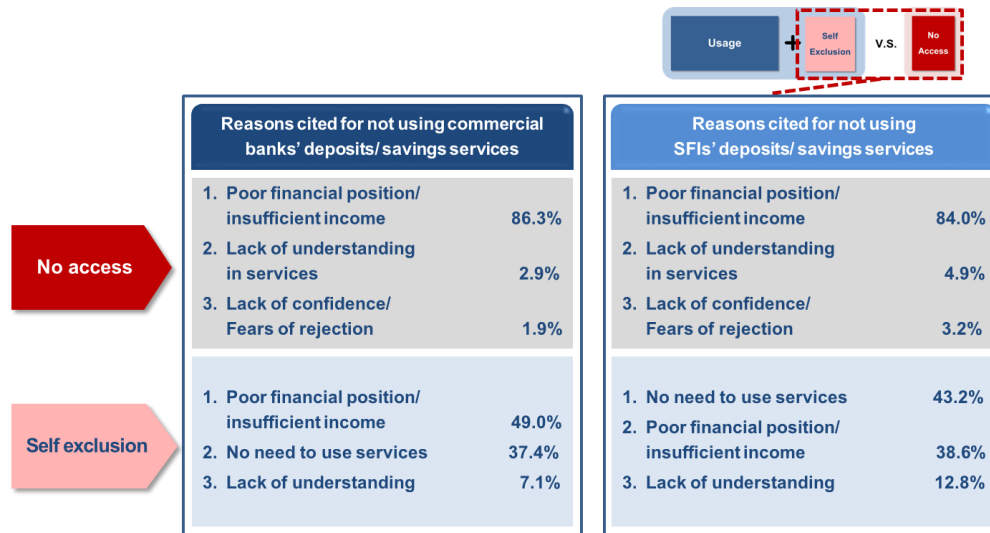 Usage
+
Self
Exclusion
V.S.
No
Access
Reasons cited for not using commercial
banks' deposits/ savings services
Reasons cited for not using
SFIs' deposits/ savings services
No access
1. Poor financial position/
insufficient income 86.3%
2. Lack of understanding
in services 2.9%
3. Lack of confidence/
Fears of rejection 1.9%
1. Poor financial position/
insufficient income 84.0%
2. Lack of understanding
in services 4.9%
3. Lack of confidence/
Fears of rejection 3.2%
Self exclusion
1. Poor financial position/
insufficient income 49.0%
2. No need to use services 37.4%
3. Lack of understanding 7.1%
1. No need to use services 43.2%
2. Poor financial position/
insufficient income 38.6%
3. Lack of understanding 12.8%